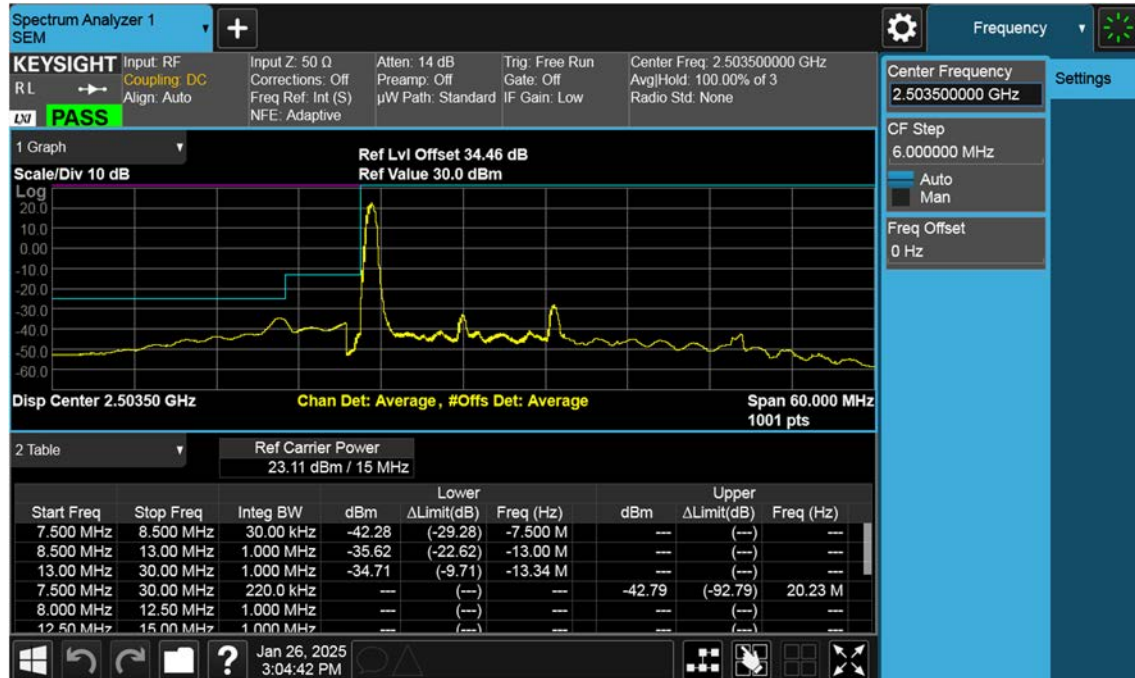 Spectrum Analyzer 1
SEM
+
Frequency
KEYSIGHT Input: RF Input Z: 50 Ω Atten: 14 dB Trig: Free Run Center Freq: 2.503500000 GHz
RL Coupling: DC Corrections: Off Preamp: Off Gate: Off Avg|Hold: 100.00% of 3
Align: Auto Freq Ref: Int (S) µW Path: Standard IF Gain: Low Radio Std: None
LXI PASS NFE: Adaptive
Center Frequency
2.503500000 GHz
Settings
CF Step
6.000000 MHz
Auto
Man
Freq Offset
0 Hz
1 Graph
Ref Lvl Offset 34.46 dB
Scale/Div 10 dB Ref Value 30.0 dBm
Log
20.0
10.0
0.00
-10.0
-20.0
-30.0
-40.0
-50.0
-60.0
Disp Center 2.50350 GHz Chan Det: Average, #Offs Det: Average Span 60.000 MHz
1001 pts
2 Table Ref Carrier Power
23.11 dBm / 15 MHz
Lower Upper
Start Freq Stop Freq Integ BW dBm ΔLimit(dB) Freq (Hz) dBm ΔLimit(dB) Freq (Hz)
7.500 MHz 8.500 MHz 30.00 kHz -42.28 (-29.28) -7.500 M --- (---) ---
8.500 MHz 13.00 MHz 1.000 MHz -35.62 (-22.62) -13.00 M --- (---) ---
13.00 MHz 30.00 MHz 1.000 MHz -34.71 (-9.71) -13.34 M --- (---) ---
7.500 MHz 30.00 MHz 220.0 kHz --- (---) --- -42.79 (-92.79) 20.23 M
8.000 MHz 12.50 MHz 1.000 MHz --- (---) --- --- (---) ---
12.50 MHz 15.00 MHz 1.000 MHz --- (---) --- --- (---) ---
? Jan 26, 2025
3:04:42 PM